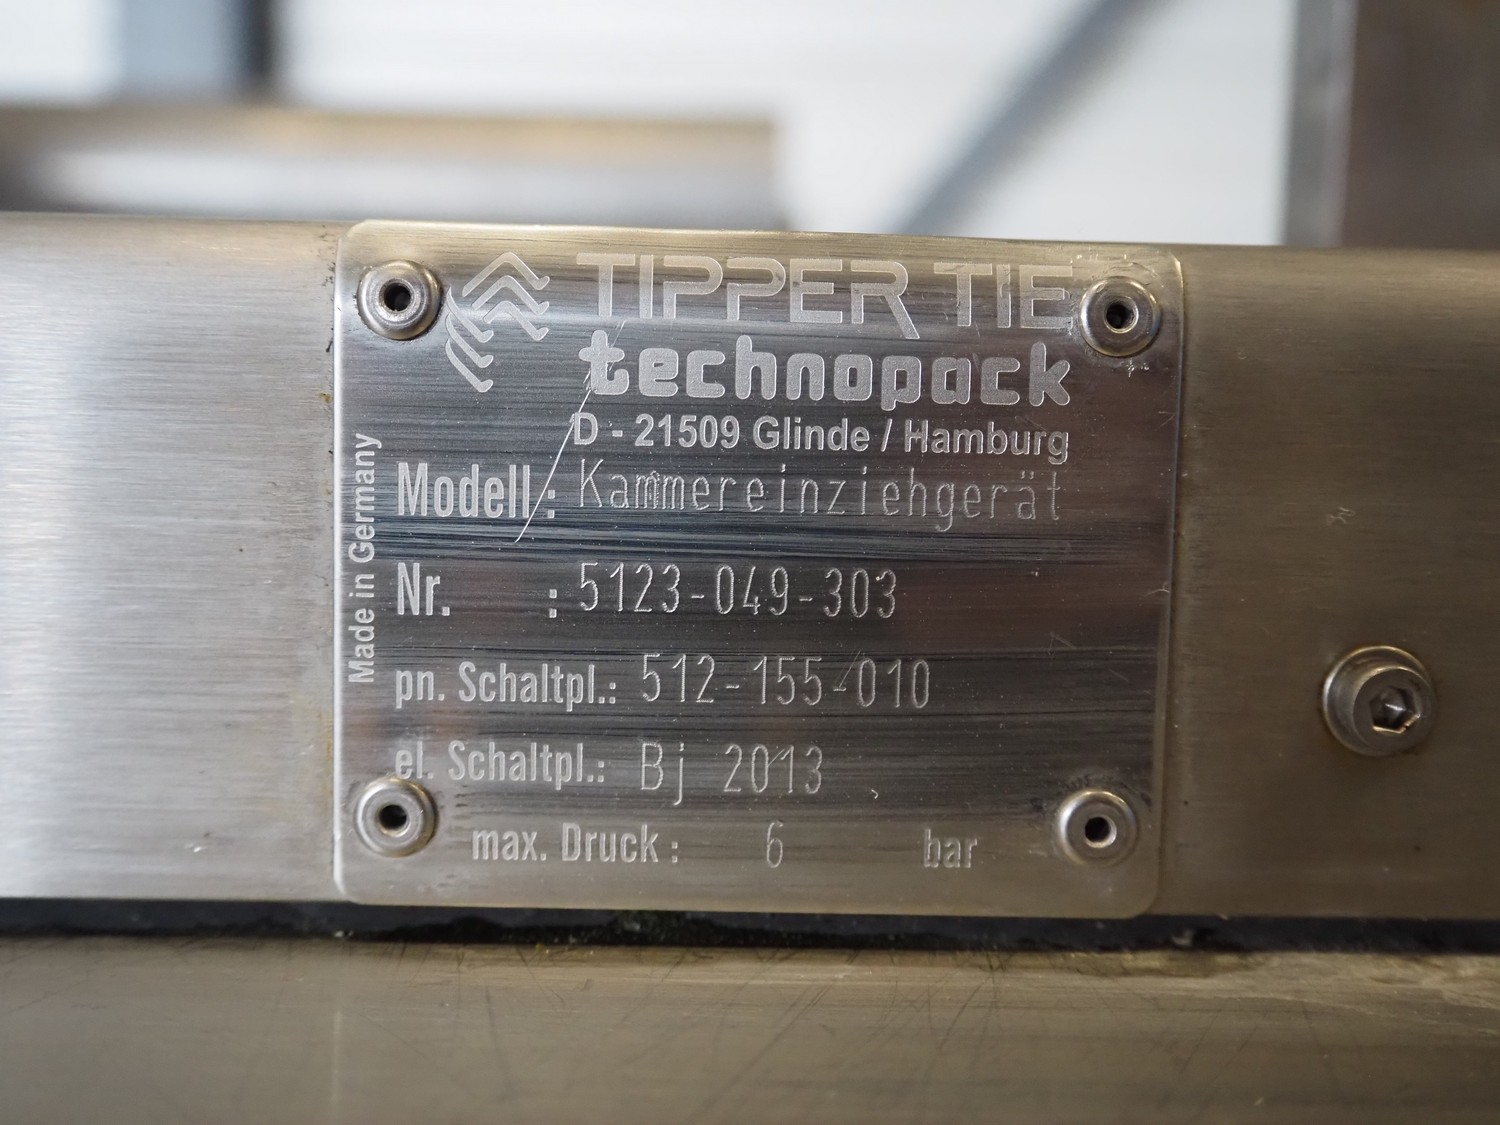 TIPPER TIE
technopack
D - 21509 Glinde / Hamburg
Modell : Kammereinziehgerät
Nr. : 5123-049-303
pn. Schaltpl.: 512-155-010
el. Schaltpl.: Bj 2013
max. Druck : 6 bar
Made in Germany